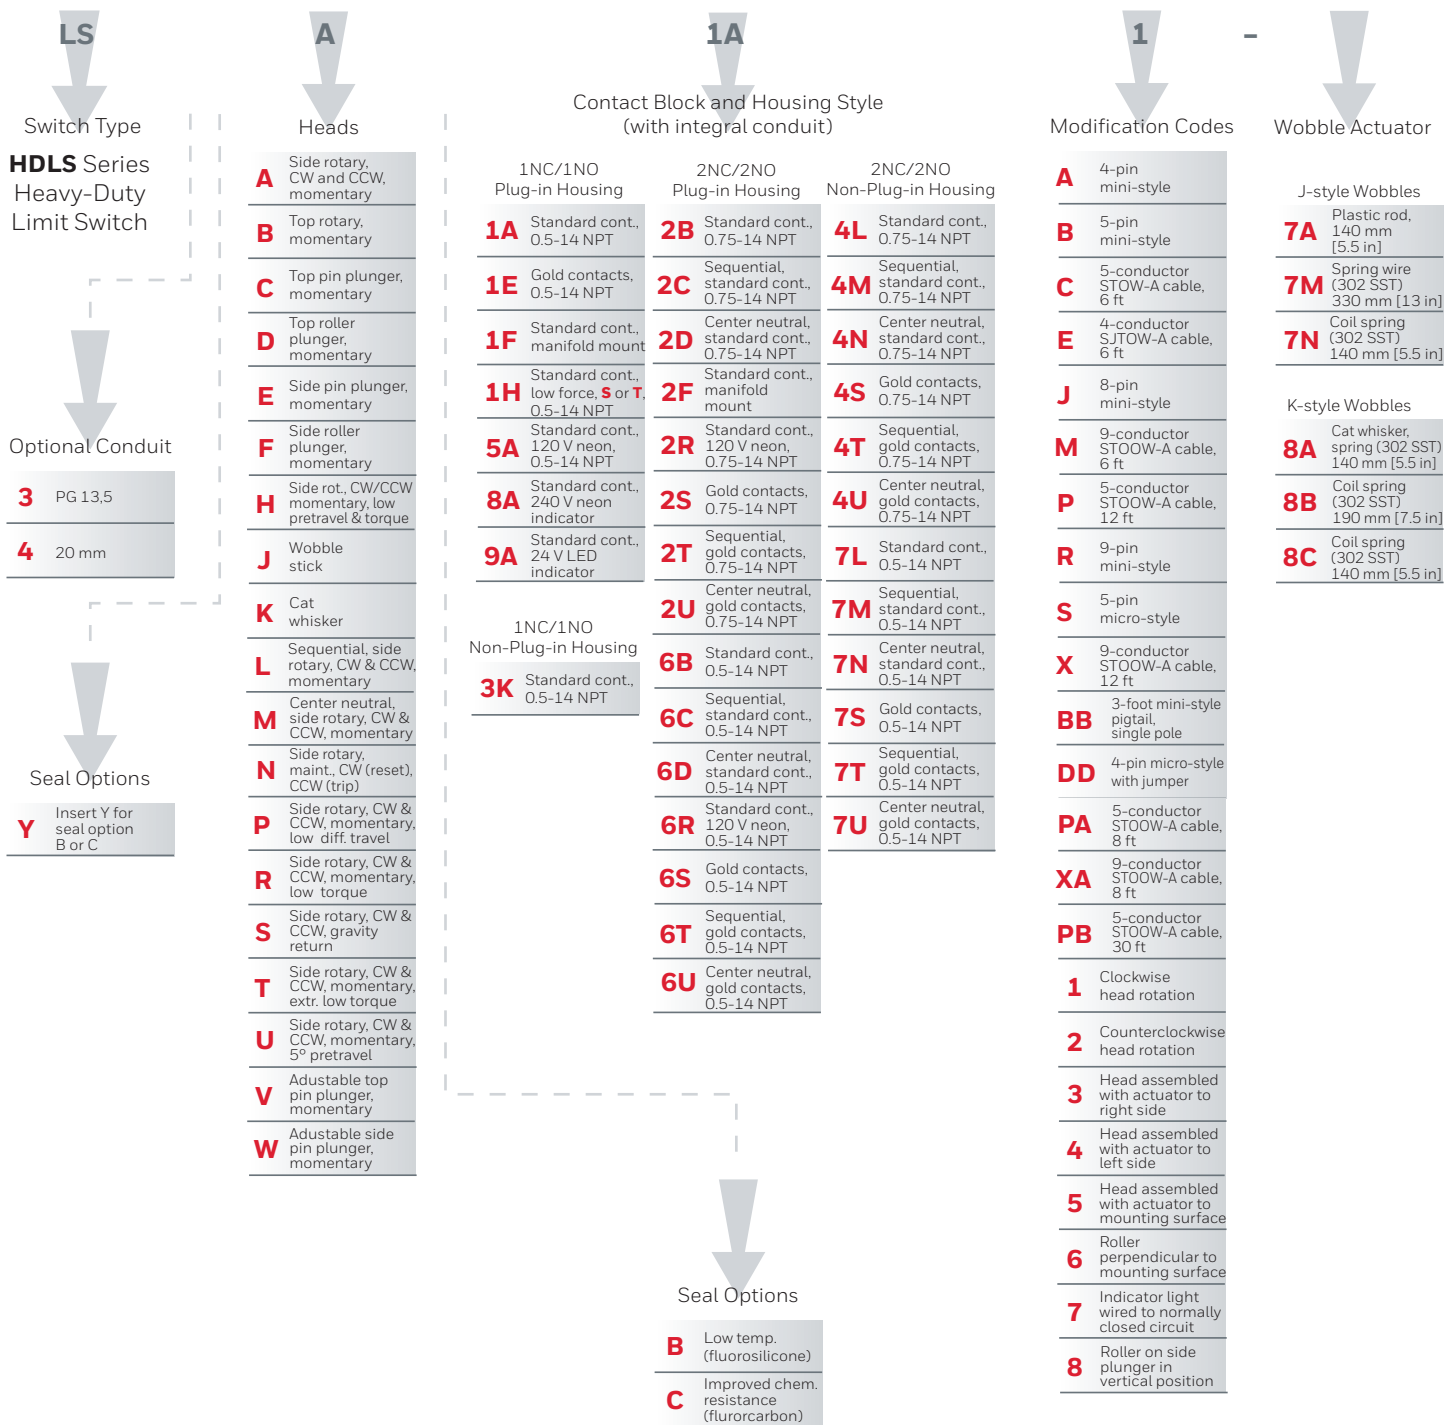 LS
A
1A
1
-
Switch Type
HDLS Series
Heavy-Duty
Limit Switch
Optional Conduit
3 PG 13,5
4 20 mm
Seal Options
Y Insert Y for
seal option
B or C
Heads
A Side rotary,
CW and CCW,
momentary
B Top rotary,
momentary
C Top pin plunger,
momentary
D Top roller
plunger,
momentary
E Side pin plunger,
momentary
F Side roller
plunger,
momentary
H Side rot., CW/CCW
momentary, low
pretravel & torque
J Wobble
stick
K Cat
whisker
L Sequential, side
rotary, CW & CCW,
momentary
M Center neutral,
side rotary, CW &
CCW, momentary
N Side rotary,
maint., CW (reset),
CCW (trip)
P Side rotary, CW &
CCW, momentary,
low diff. travel
R Side rotary, CW &
CCW, momentary,
low torque
S Side rotary, CW &
CCW, gravity
return
T Side rotary, CW &
CCW, momentary,
extr. low torque
U Side rotary, CW &
CCW, momentary,
5° pretravel
V Adustable top
pin plunger,
momentary
W Adustable side
pin plunger,
momentary
Contact Block and Housing Style
(with integral conduit)
1NC/1NO
Plug-in Housing
1A Standard cont.,
0.5-14 NPT
1E Gold contacts,
0.5-14 NPT
1F Standard cont.,
manifold mount
1H Standard cont.,
low force, S or T,
0.5-14 NPT
5A Standard cont.,
120 V neon,
0.5-14 NPT
8A Standard cont.,
240 V neon
indicator
9A Standard cont.,
24 V LED
indicator
1NC/1NO
Non-Plug-in Housing
3K Standard cont.,
0.5-14 NPT
2NC/2NO
Plug-in Housing
2B Standard cont.,
0.75-14 NPT
2C Sequential,
standard cont.,
0.75-14 NPT
2D Center neutral,
standard cont.,
0.75-14 NPT
2F Standard cont.,
manifold
mount
2R Standard cont.,
120 V neon,
0.75-14 NPT
2S Gold contacts,
0.75-14 NPT
2T Sequential,
gold contacts,
0.75-14 NPT
2U Center neutral,
gold contacts,
0.75-14 NPT
6B Standard cont.,
0.5-14 NPT
6C Sequential,
standard cont.,
0.5-14 NPT
6D Center neutral,
standard cont.,
0.5-14 NPT
6R Standard cont.,
120 V neon,
0.5-14 NPT
6S Gold contacts,
0.5-14 NPT
6T Sequential,
gold contacts,
0.5-14 NPT
6U Center neutral,
gold contacts,
0.5-14 NPT
2NC/2NO
Non-Plug-in Housing
4L Standard cont.,
0.75-14 NPT
4M Sequential,
standard cont.,
0.75-14 NPT
4N Center neutral,
standard cont.,
0.75-14 NPT
4S Gold contacts,
0.75-14 NPT
4T Sequential,
gold contacts,
0.75-14 NPT
4U Center neutral,
gold contacts,
0.75-14 NPT
7L Standard cont.,
0.5-14 NPT
7M Sequential,
standard cont.,
0.5-14 NPT
7N Center neutral,
standard cont.,
0.5-14 NPT
7S Gold contacts,
0.5-14 NPT
7T Sequential,
gold contacts,
0.5-14 NPT
7U Center neutral,
gold contacts,
0.5-14 NPT
Seal Options
B Low temp.
(fluorosilicone)
C Improved chem.
resistance
(flurorcarbon)
Modification Codes
A 4-pin
mini-style
B 5-pin
mini-style
C 5-conductor
STOW-A cable,
6 ft
E 4-conductor
SJTOW-A cable,
6 ft
J 8-pin
mini-style
M 9-conductor
STOOW-A cable,
6 ft
P 5-conductor
STOOW-A cable,
12 ft
R 9-pin
mini-style
S 5-pin
micro-style
X 9-conductor
STOOW-A cable,
12 ft
BB 3-foot mini-style
pigtail,
single pole
DD 4-pin micro-style
with jumper
PA 5-conductor
STOOW-A cable,
8 ft
XA 9-conductor
STOOW-A cable,
8 ft
PB 5-conductor
STOOW-A cable,
30 ft
1 Clockwise
head rotation
2 Counterclockwise
head rotation
3 Head assembled
with actuator to
right side
4 Head assembled
with actuator to
left side
5 Head assembled
with actuator to
mounting surface
6 Roller
perpendicular to
mounting surface
7 Indicator light
wired to normally
closed circuit
8 Roller on side
plunger in
vertical position
Wobble Actuator
J-style Wobbles
7A Plastic rod,
140 mm
[5.5 in]
7M Spring wire
(302 SST)
330 mm [13 in]
7N Coil spring
(302 SST)
140 mm [5.5 in]
K-style Wobbles
8A Cat whisker,
spring (302 SST)
140 mm [5.5 in]
8B Coil spring
(302 SST)
190 mm [7.5 in]
8C Coil spring
(302 SST)
140 mm [5.5 in]